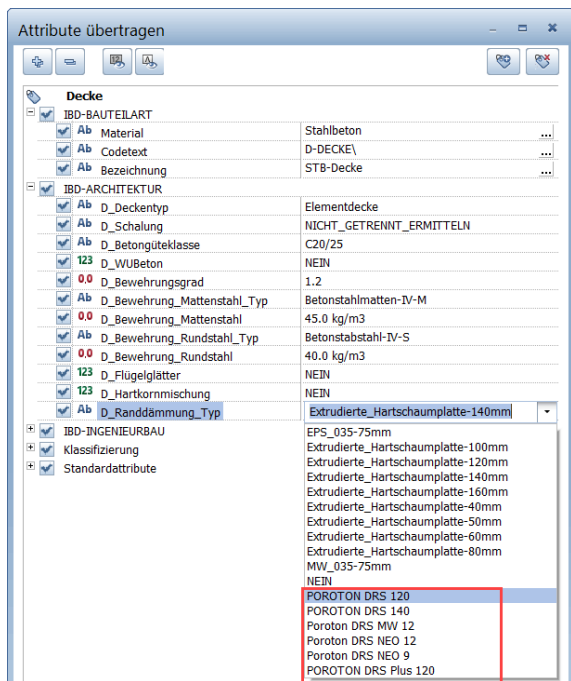 Attribute übertragen
Decke
IBD-BAUTEILART
Ab Material Stahlbeton ...
Ab Codetext D-DECKE\ ...
Ab Bezeichnung STB-Decke ...
IBD-ARCHITEKTUR
Ab D_Deckentyp Elementdecke
Ab D_Schalung NICHT_GETRENNT_ERMITTELN
Ab D_Betongüteklasse C20/25
123 D_WUBeton NEIN
0,0 D_Bewehrungsgrad 1.2
Ab D_Bewehrung_Mattenstahl_Typ Betonstahlmatten-IV-M
0,0 D_Bewehrung_Mattenstahl 45.0 kg/m3
Ab D_Bewehrung_Rundstahl_Typ Betonstabstahl-IV-S
0,0 D_Bewehrung_Rundstahl 40.0 kg/m3
123 D_Flügelglätter NEIN
123 D_Hartkornmischung NEIN
Ab D_Randdämmung_Typ Extrudierte_Hartschaumplatte-140mm
IBD-INGENIEURBAU
Klassifizierung
Standardattribute
EPS_035-75mm
Extrudierte_Hartschaumplatte-100mm
Extrudierte_Hartschaumplatte-120mm
Extrudierte_Hartschaumplatte-140mm
Extrudierte_Hartschaumplatte-160mm
Extrudierte_Hartschaumplatte-40mm
Extrudierte_Hartschaumplatte-50mm
Extrudierte_Hartschaumplatte-60mm
Extrudierte_Hartschaumplatte-80mm
MW_035-75mm
NEIN
POROTON DRS 120
POROTON DRS 140
Poroton DRS MW 12
Poroton DRS NEO 12
Poroton DRS NEO 9
POROTON DRS Plus 120